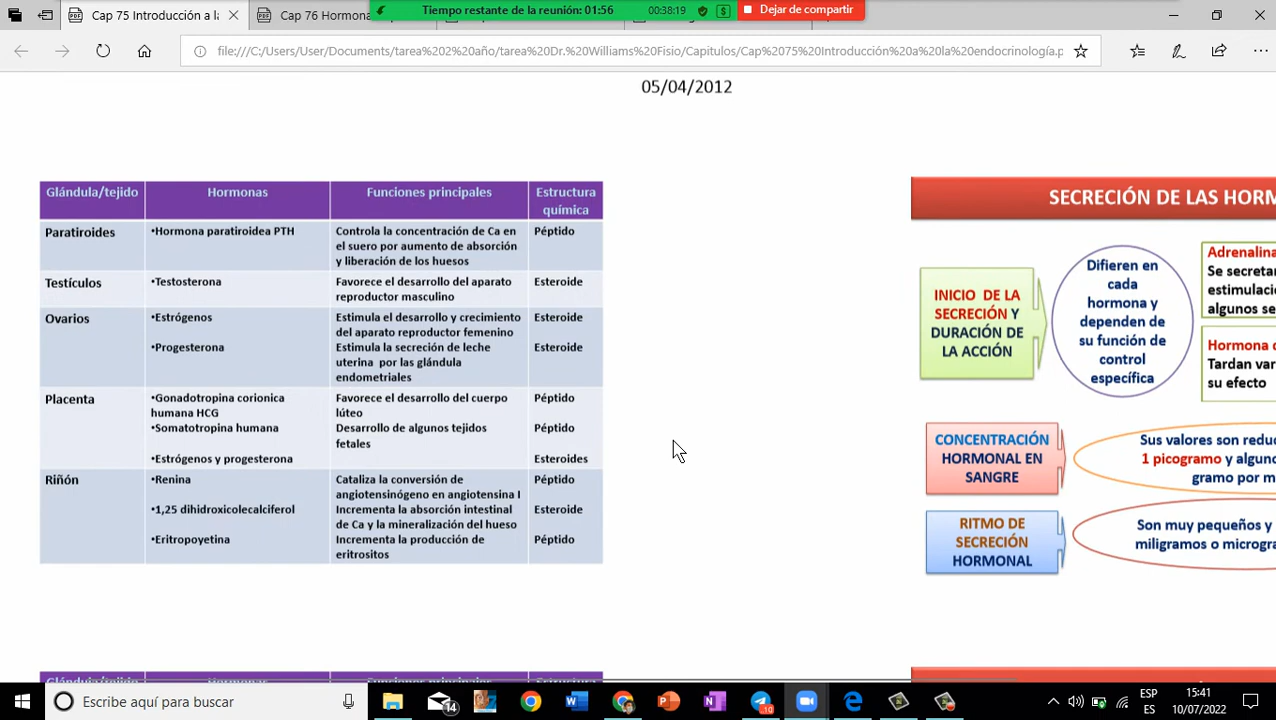 Cap 75 Introducción a la
Cap 76 Hormona
Tiempo restante de la reunión: 01:56
00:38:19
Dejar de compartir
file:///C:/Users/User/Documents/tarea%202%20año/tarea%20Dr.%20Williams%20Fisio/Capitulos/Cap%2075%20Introducción%20a%20la%20endocrinología.p
05/04/2012
Glándula/tejido
Hormonas
Funciones principales
Estructura
química
Paratiroides
•Hormona paratiroidea PTH
Controla la concentración de Ca en
el suero por aumento de absorción
y liberación de los huesos
Péptido
Testículos
•Testosterona
Favorece el desarrollo del aparato
reproductor masculino
Esteroide
Ovarios
•Estrógenos
Estimula el desarrollo y crecimiento
del aparato reproductor femenino
Esteroide
•Progesterona
Estimula la secreción de leche
uterina por las glándula
endometriales
Esteroide
Placenta
•Gonadotropina corionica
humana HCG
Favorece el desarrollo del cuerpo
lúteo
Péptido
•Somatotropina humana
Desarrollo de algunos tejidos
fetales
Péptido
•Estrógenos y progesterona
Esteroides
Riñón
•Renina
Cataliza la conversión de
angiotensinógeno en angiotensina I
Péptido
•1,25 dihidroxicolecalciferol
Incrementa la absorción intestinal
de Ca y la mineralización del hueso
Esteroide
•Eritropoyetina
Incrementa la producción de
eritrositos
Péptido
SECRECIÓN DE LAS HORM
INICIO DE LA
SECRECIÓN Y
DURACIÓN DE
LA ACCIÓN
Difieren en
cada
hormona y
dependen de
su función de
control
específica
Adrenalina
Se secreta
estimulació
algunos se
Hormona
Tardan var
su efecto
CONCENTRACIÓN
HORMONAL EN
SANGRE
Sus valores son redu
1 picogramo y alguno
gramo por m
RITMO DE
SECRECIÓN
HORMONAL
Son muy pequeños y
miligramos o microgra
Glándula/tejido
Hormonas
Funciones principales
Estructura
Escribe aquí para buscar
14
10
ESP
ES
15:41
10/07/2022